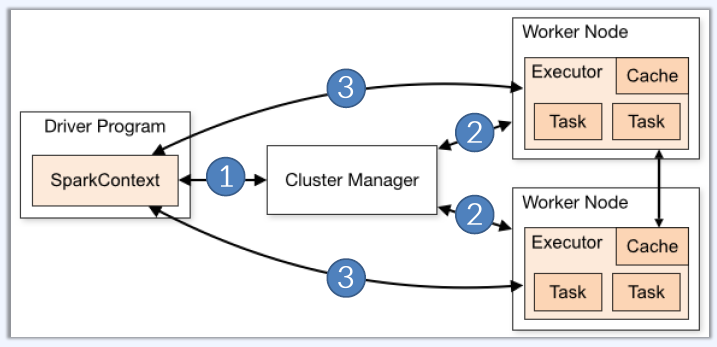 Worker Node
Executor
Cache
Task
Task
3
Driver Program
SparkContext
1
Cluster Manager
2
2
Worker Node
Executor
Cache
Task
Task
3